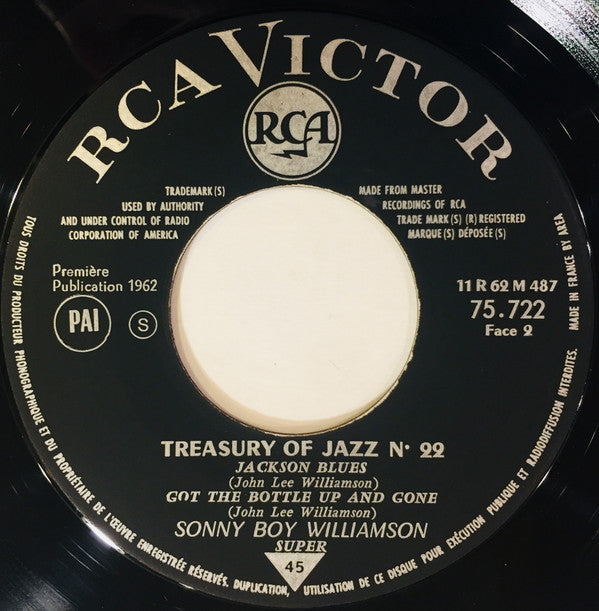 RCA VICTOR
RCA
TRADEMARK (S)
USED BY AUTHORITY
AND UNDER CONTROL OF RADIO
CORPORATION OF AMERICA
MADE FROM MASTER
RECORDINGS OF RCA
TRADE MARK (S) (R) REGISTERED
MARQUE (S) DÉPOSÉE (S)
Première
Publication 1962
PAI
S
11 R 62 M 487
75.722
Face 2
TREASURY OF JAZZ N° 22
JACKSON BLUES
(John Lee Williamson)
GOT THE BOTTLE UP AND GONE
(John Lee Williamson)
SONNY BOY WILLIAMSON
SUPER
45
TOUS DROITS DU PRODUCTEUR PHONOGRAPHIQUE ET DU PROPRIÉTAIRE DE L'ŒUVRE ENREGISTRÉE RÉSERVÉS. DUPLICATION, UTILISATION DE CE DISQUE POUR EXÉCUTION PUBLIQUE ET RADIODIFFUSION INTERDITES. MADE IN FRANCE BY AREA